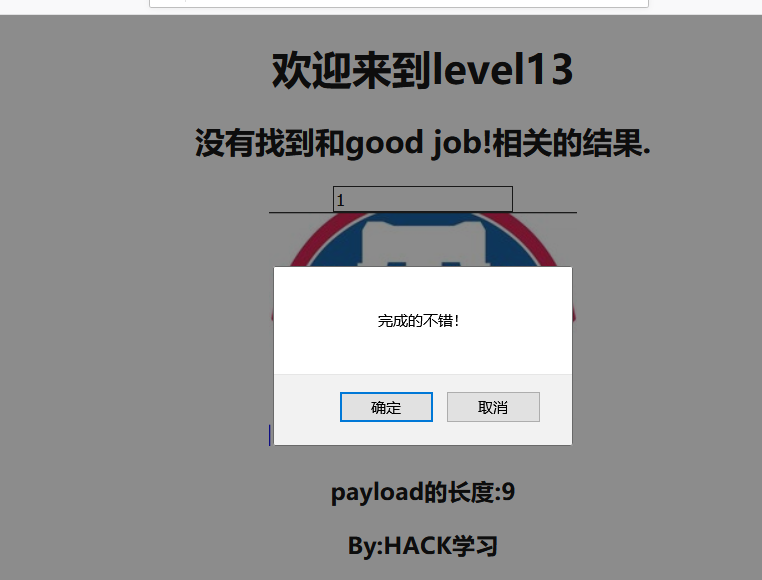 欢迎来到level13
没有找到和good job!相关的结果.
1
完成的不错！
确定 取消
payload的长度:9
By:HACK学习